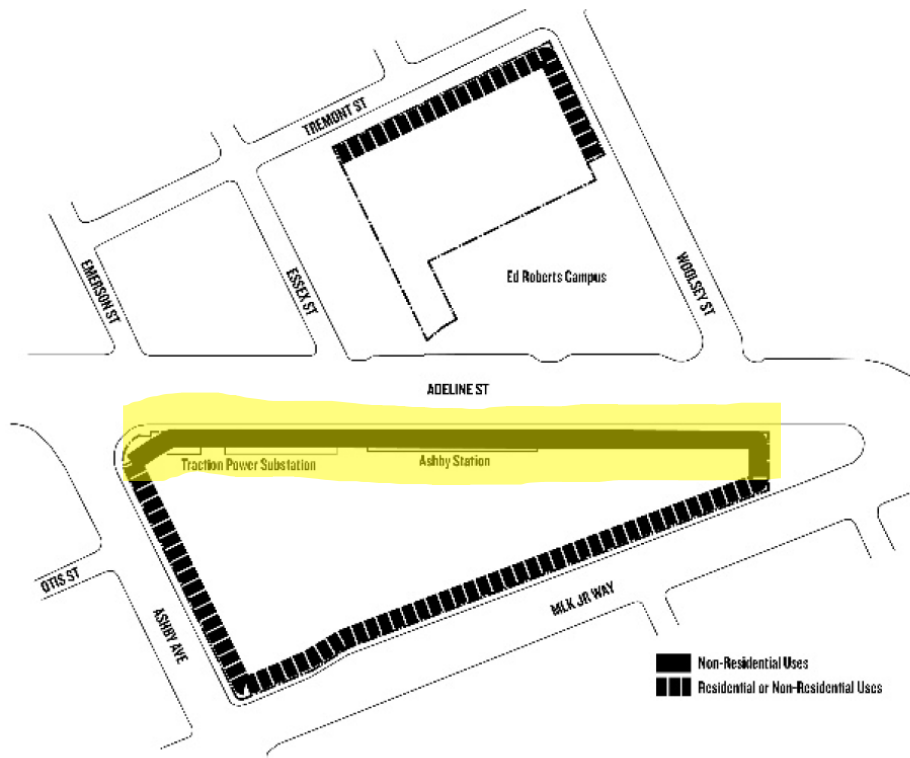 TREMONT ST
EMERSON ST
ESSEX ST
Ed Roberts Campus
WOOLSEY ST
ADELINE ST
Traction Power Substation
Ashby Station
OTIS ST
ASHBY AVE
MLK JR WAY
Non-Residential Uses
Residential or Non-Residential Uses